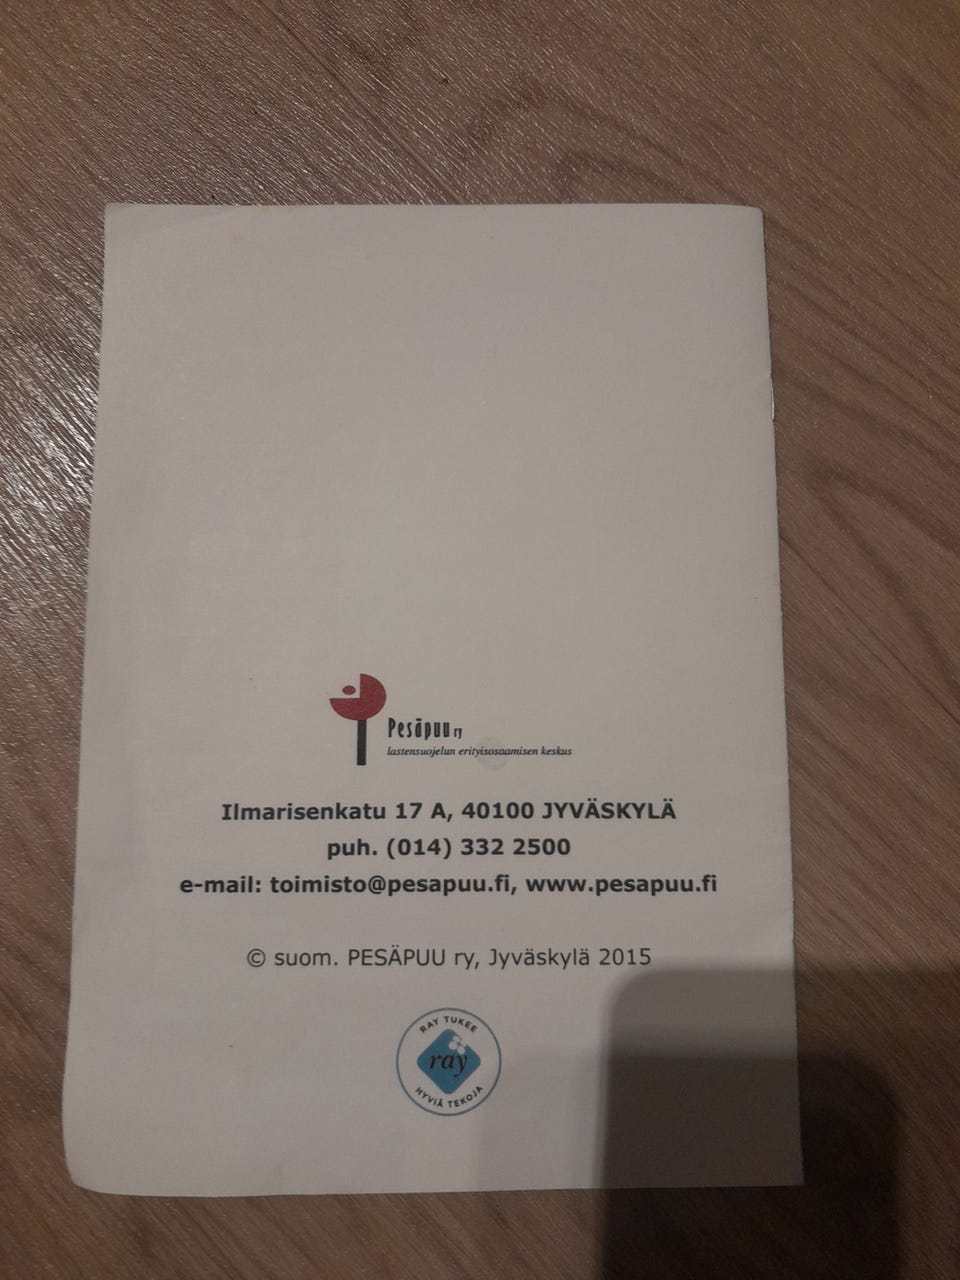 Pesäpuu ry
lastensuojelun erityisosaamisen keskus
Ilmarisenkatu 17 A, 40100 JYVÄSKYLÄ
puh. (014) 332 2500
e-mail: toimisto@pesapuu.fi, www.pesapuu.fi
© suom. PESÄPUU ry, Jyväskylä 2015
RAY TUKEE
ray
HYVIÄ TEKOJA